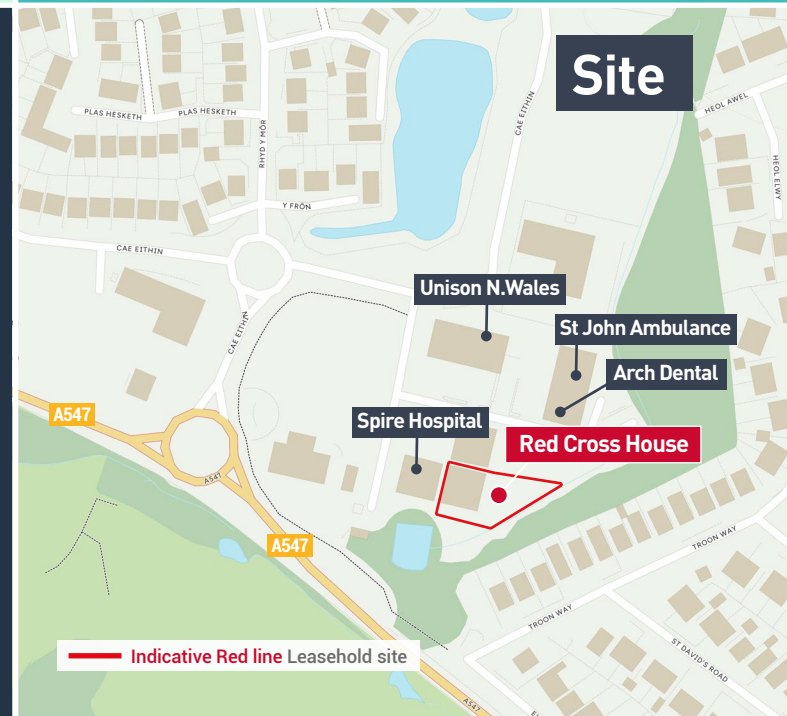 Site
PLAS HESKETH
PLAS HESKETH
RHYD Y MÔR
CAE EITHIN
HEOL AWEL
HEOL ELWY
Y FRÔN
CAE EITHIN
Unison N.Wales
St John Ambulance
CAE EITHIN
Arch Dental
A547
Spire Hospital
Red Cross House
A547
A547
TROON WAY
TROON WAY
ST DAVID'S ROAD
Indicative Red line Leasehold site
A547